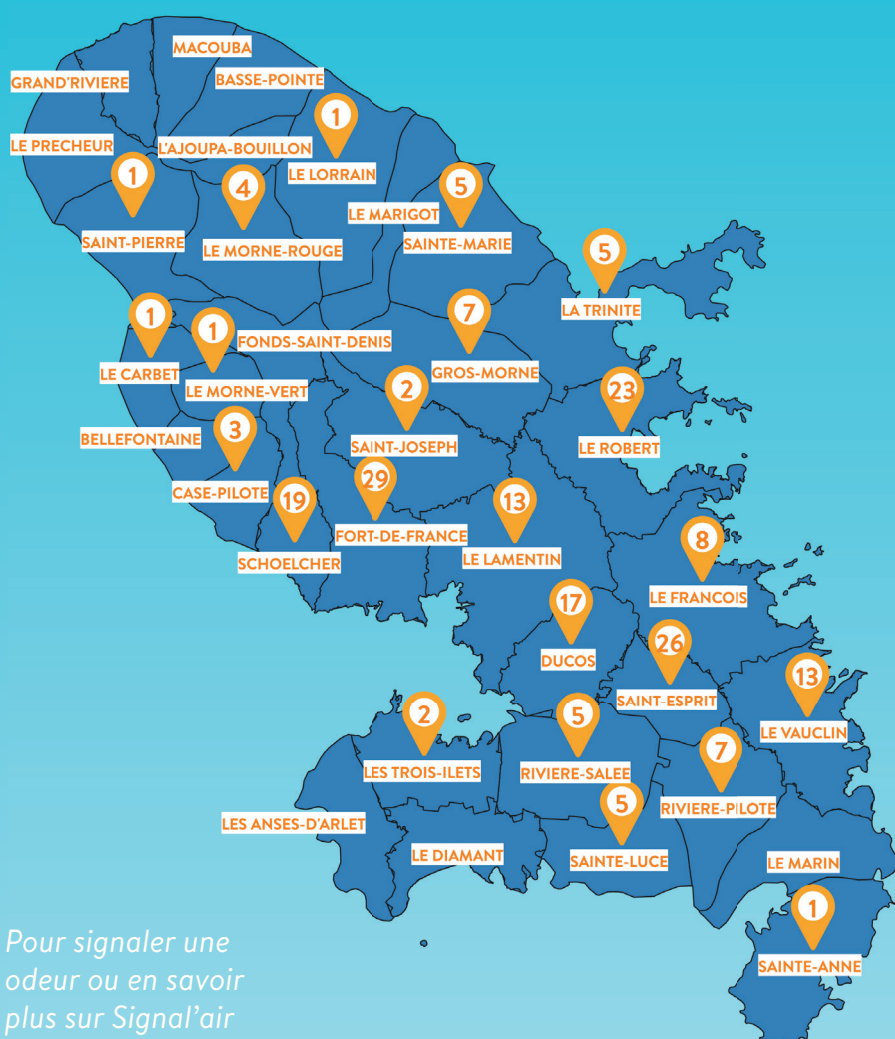 MACOUBA
GRAND'RIVIERE
BASSE-POINTE
1
LE PRECHEUR
L'AJOUPA-BOUILLON
LE LORRAIN
1
4
5
LE MARIGOT
SAINT-PIERRE
LE MORNE-ROUGE
SAINTE-MARIE
5
LA TRINITE
1
1
7
FONDS-SAINT-DENIS
LE CARBET
GROS-MORNE
LE MORNE-VERT
2
23
BELLEFONTAINE
3
SAINT-JOSEPH
LE ROBERT
CASE-PILOTE
29
19
13
FORT-DE-FRANCE
SCHOELCHER
LE LAMENTIN
8
LE FRANCOIS
17
DUCOS
26
SAINT-ESPRIT
13
LE VAUCLIN
2
5
7
LES TROIS-ILETS
RIVIERE-SALEE
5
RIVIERE-PILOTE
LES ANSES-D'ARLET
LE DIAMANT
SAINTE-LUCE
LE MARIN
1
SAINTE-ANNE
Pour signaler une
odeur ou en savoir
plus sur Signal'air